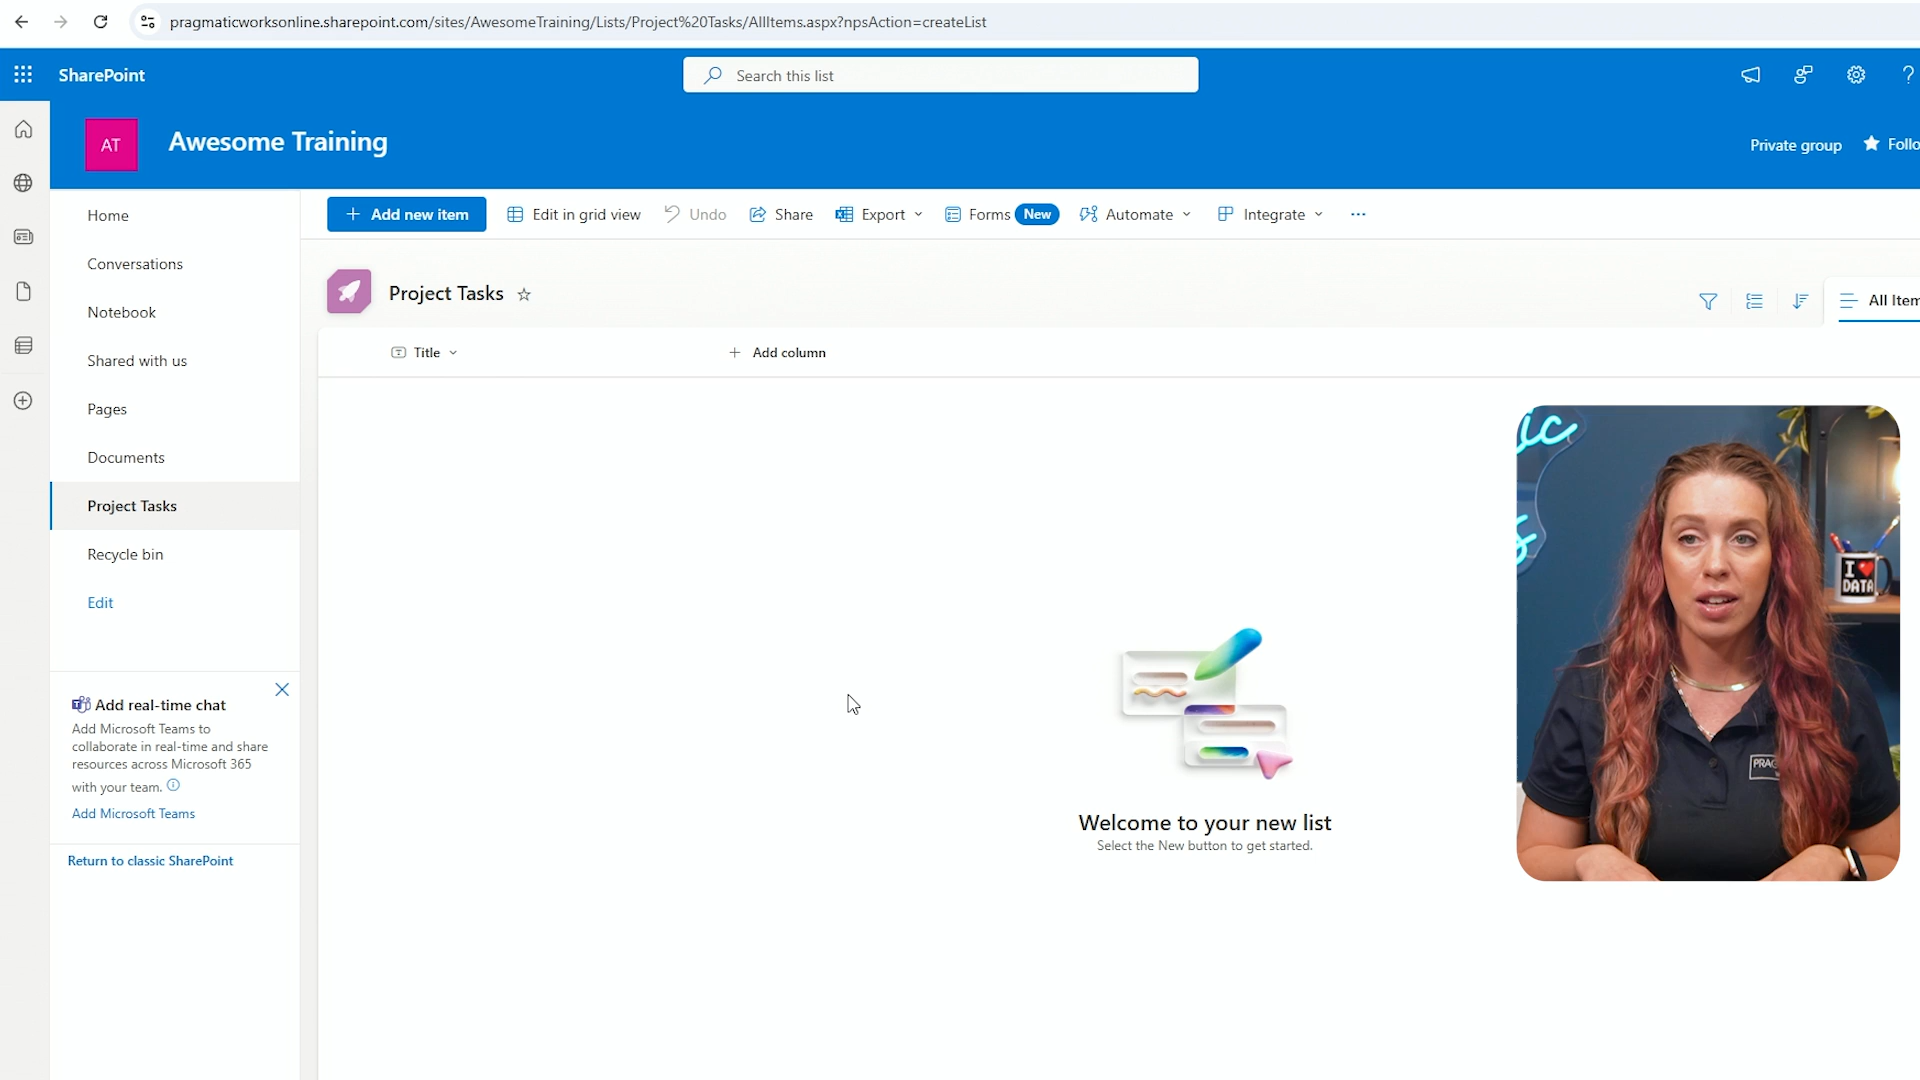 pragmaticworksonline.sharepoint.com/sites/AwesomeTraining/Lists/Project%20Tasks/AllItems.aspx?npsAction=createList
SharePoint
Search this list
?
AT
Awesome Training
Private group
Follo
Home
Conversations
Notebook
Shared with us
Pages
Documents
Project Tasks
Recycle bin
Edit
Add new item
Edit in grid view
Undo
Share
Export
Forms New
Automate
Integrate
...
Project Tasks
All Item
Title
Add column
Welcome to your new list
Select the New button to get started.
Add real-time chat
Add Microsoft Teams to
collaborate in real-time and share
resources across Microsoft 365
with your team.
Add Microsoft Teams
Return to classic SharePoint
ic
s
I ❤ DATA
PRAG